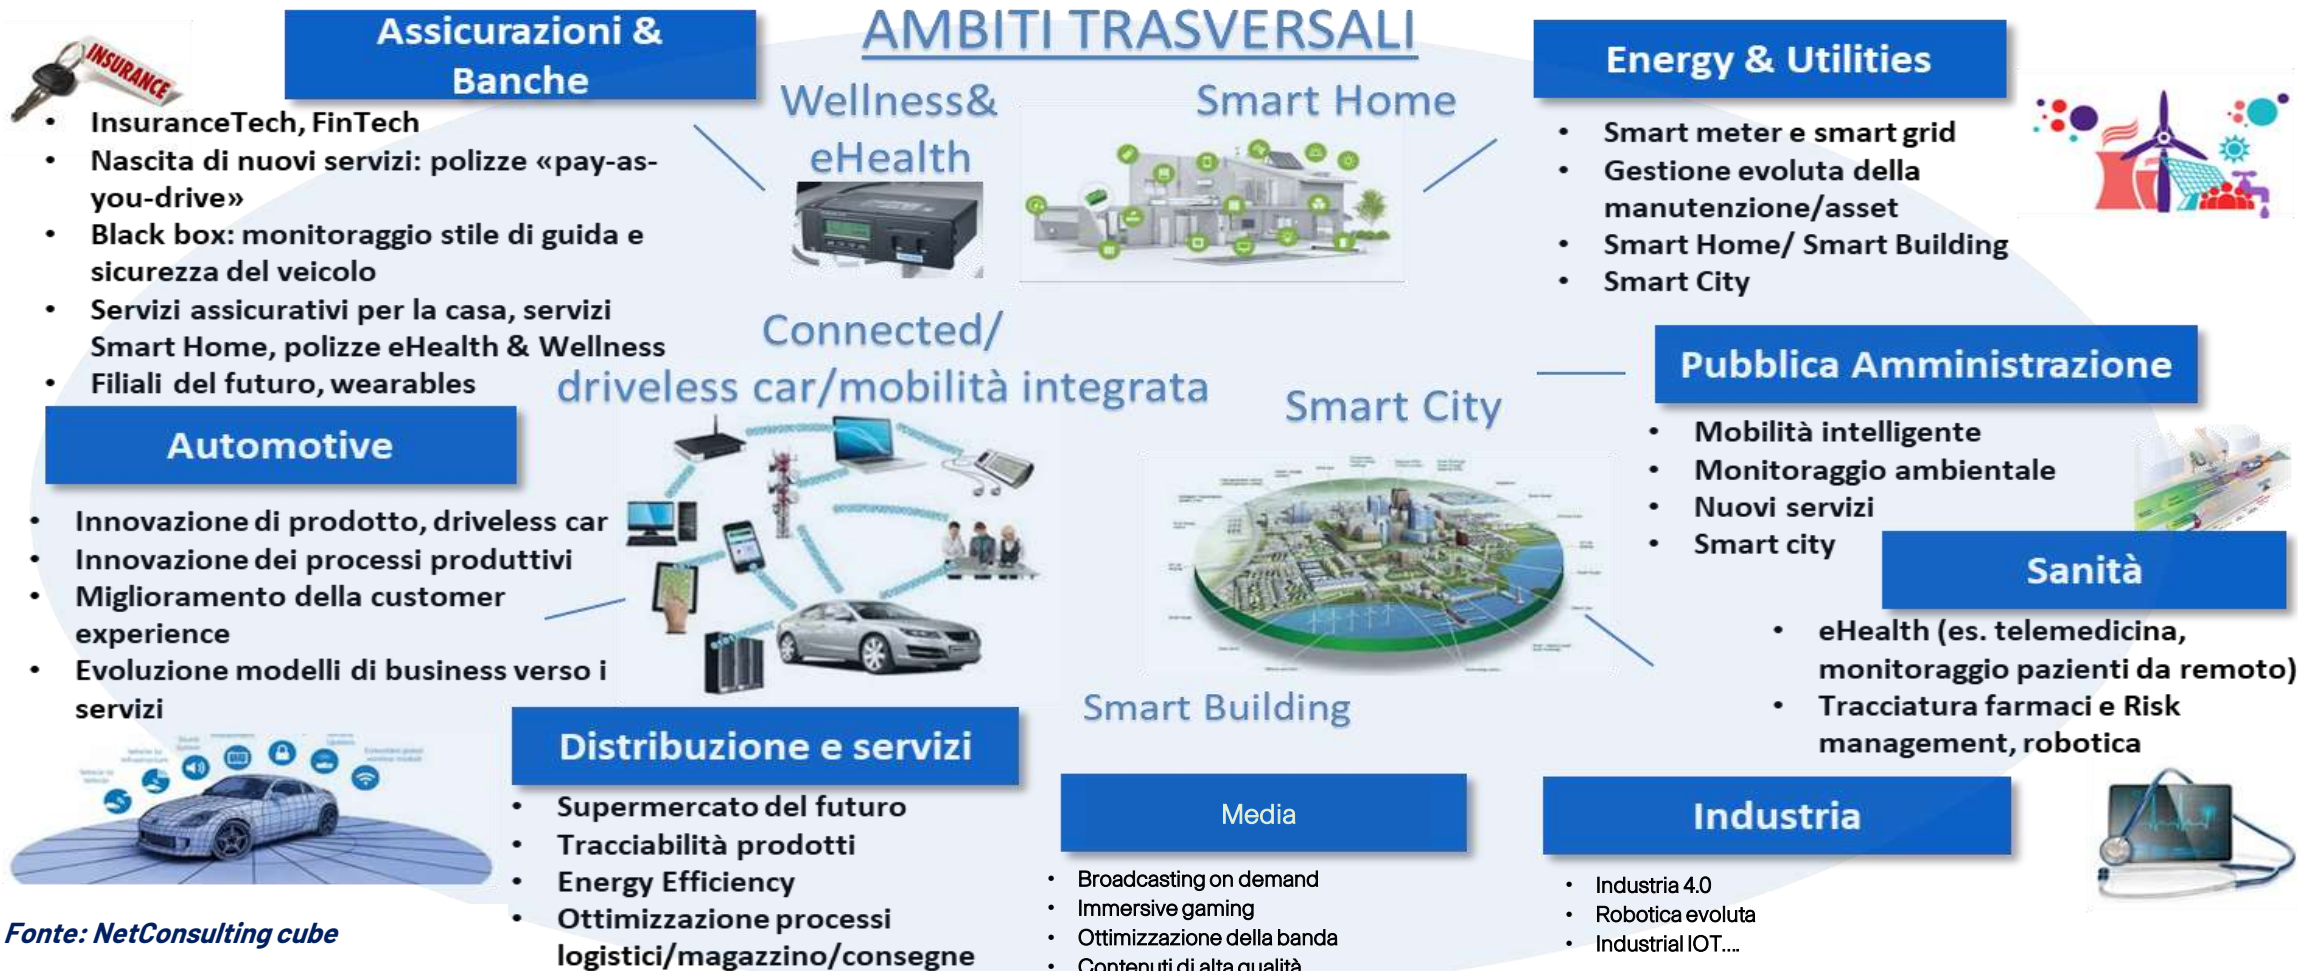 AMBITI TRASVERSALI
INSURANCE
Assicurazioni &
Banche
• InsuranceTech, FinTech
• Nascita di nuovi servizi: polizze «pay-as-
you-drive»
• Black box: monitoraggio stile di guida e
sicurezza del veicolo
• Servizi assicurativi per la casa, servizi
Smart Home, polizze eHealth & Wellness
• Filiali del futuro, wearables
Wellness&
eHealth
Smart Home
Energy & Utilities
• Smart meter e smart grid
• Gestione evoluta della
manutenzione/asset
• Smart Home/ Smart Building
• Smart City
Connected/
driveless car/mobilità integrata
Smart City
Pubblica Amministrazione
• Mobilità intelligente
• Monitoraggio ambientale
• Nuovi servizi
• Smart city
Automotive
• Innovazione di prodotto, driveless car
• Innovazione dei processi produttivi
• Miglioramento della customer
experience
• Evoluzione modelli di business verso i
servizi
Sanità
• eHealth (es. telemedicina,
monitoraggio pazienti da remoto)
• Tracciatura farmaci e Risk
management, robotica
Smart Building
Distribuzione e servizi
• Supermercato del futuro
• Tracciabilità prodotti
• Energy Efficiency
• Ottimizzazione processi
logistici/magazzino/consegne
Media
• Broadcasting on demand
• Immersive gaming
• Ottimizzazione della banda
• Contenuti di alta qualità
Industria
• Industria 4.0
• Robotica evoluta
• Industrial IOT....
Fonte: NetConsulting cube